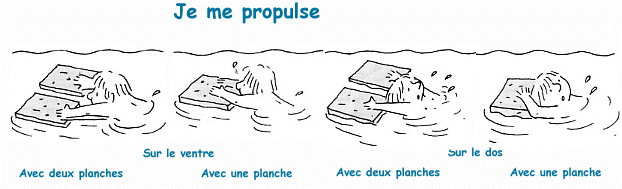 Je me propulse
Sur le ventre
Sur le dos
Avec deux planches
Avec une planche
Avec deux planches
Avec une planche